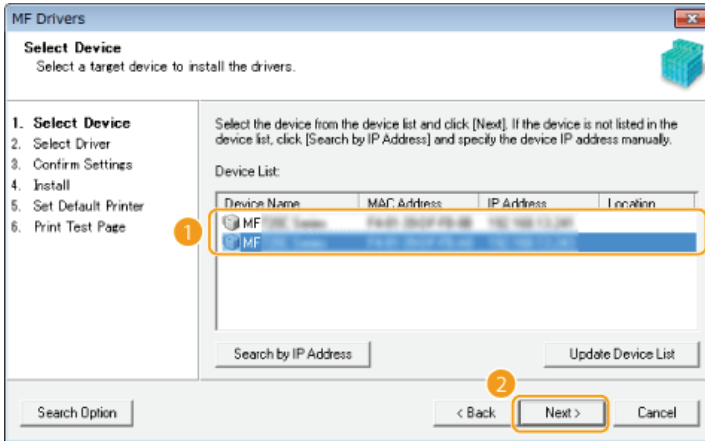 MF Drivers
Select Device
Select a target device to install the drivers.
1. Select Device
2. Select Driver
3. Confirm Settings
4. Install
5. Set Default Printer
6. Print Test Page
Select the device from the device list and click [Next]. If the device is not listed in the
device list, click [Search by IP Address] and specify the device IP address manually.
Device List:
Device Name MAC Address IP Address Location
1
MF
MF
Search by IP Address Update Device List
2
Search Option < Back Next > Cancel